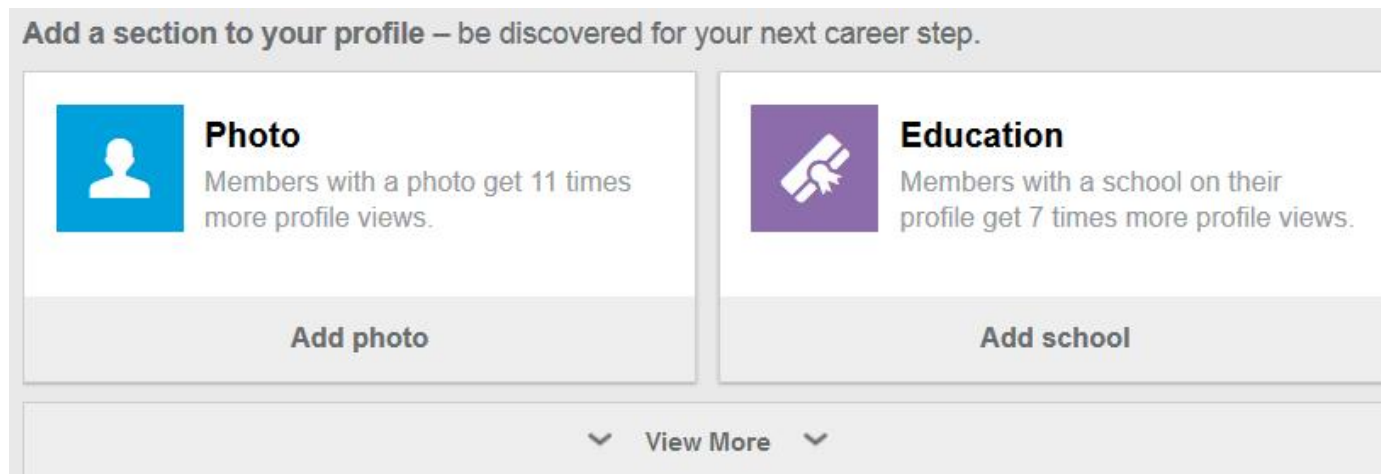 Add a section to your profile – be discovered for your next career step.
Photo
Members with a photo get 11 times
more profile views.
Add photo
Education
Members with a school on their
profile get 7 times more profile views.
Add school
View More